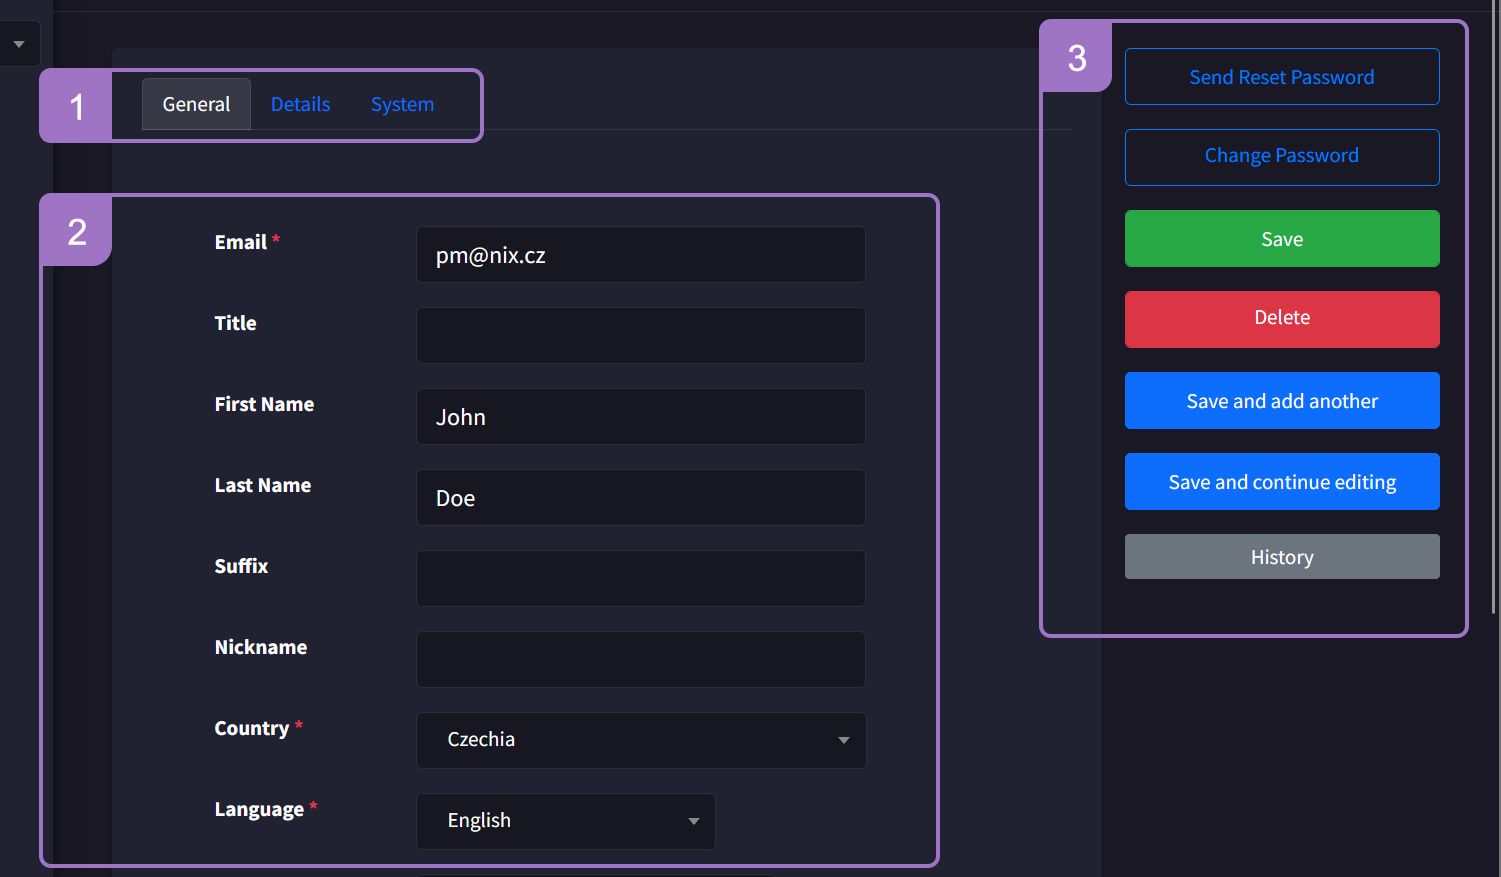 1
General Details System
2
Email *
pm@nix.cz
Title
First Name
John
Last Name
Doe
Suffix
Nickname
Country *
Czechia
Language *
English
3
Send Reset Password
Change Password
Save
Delete
Save and add another
Save and continue editing
History